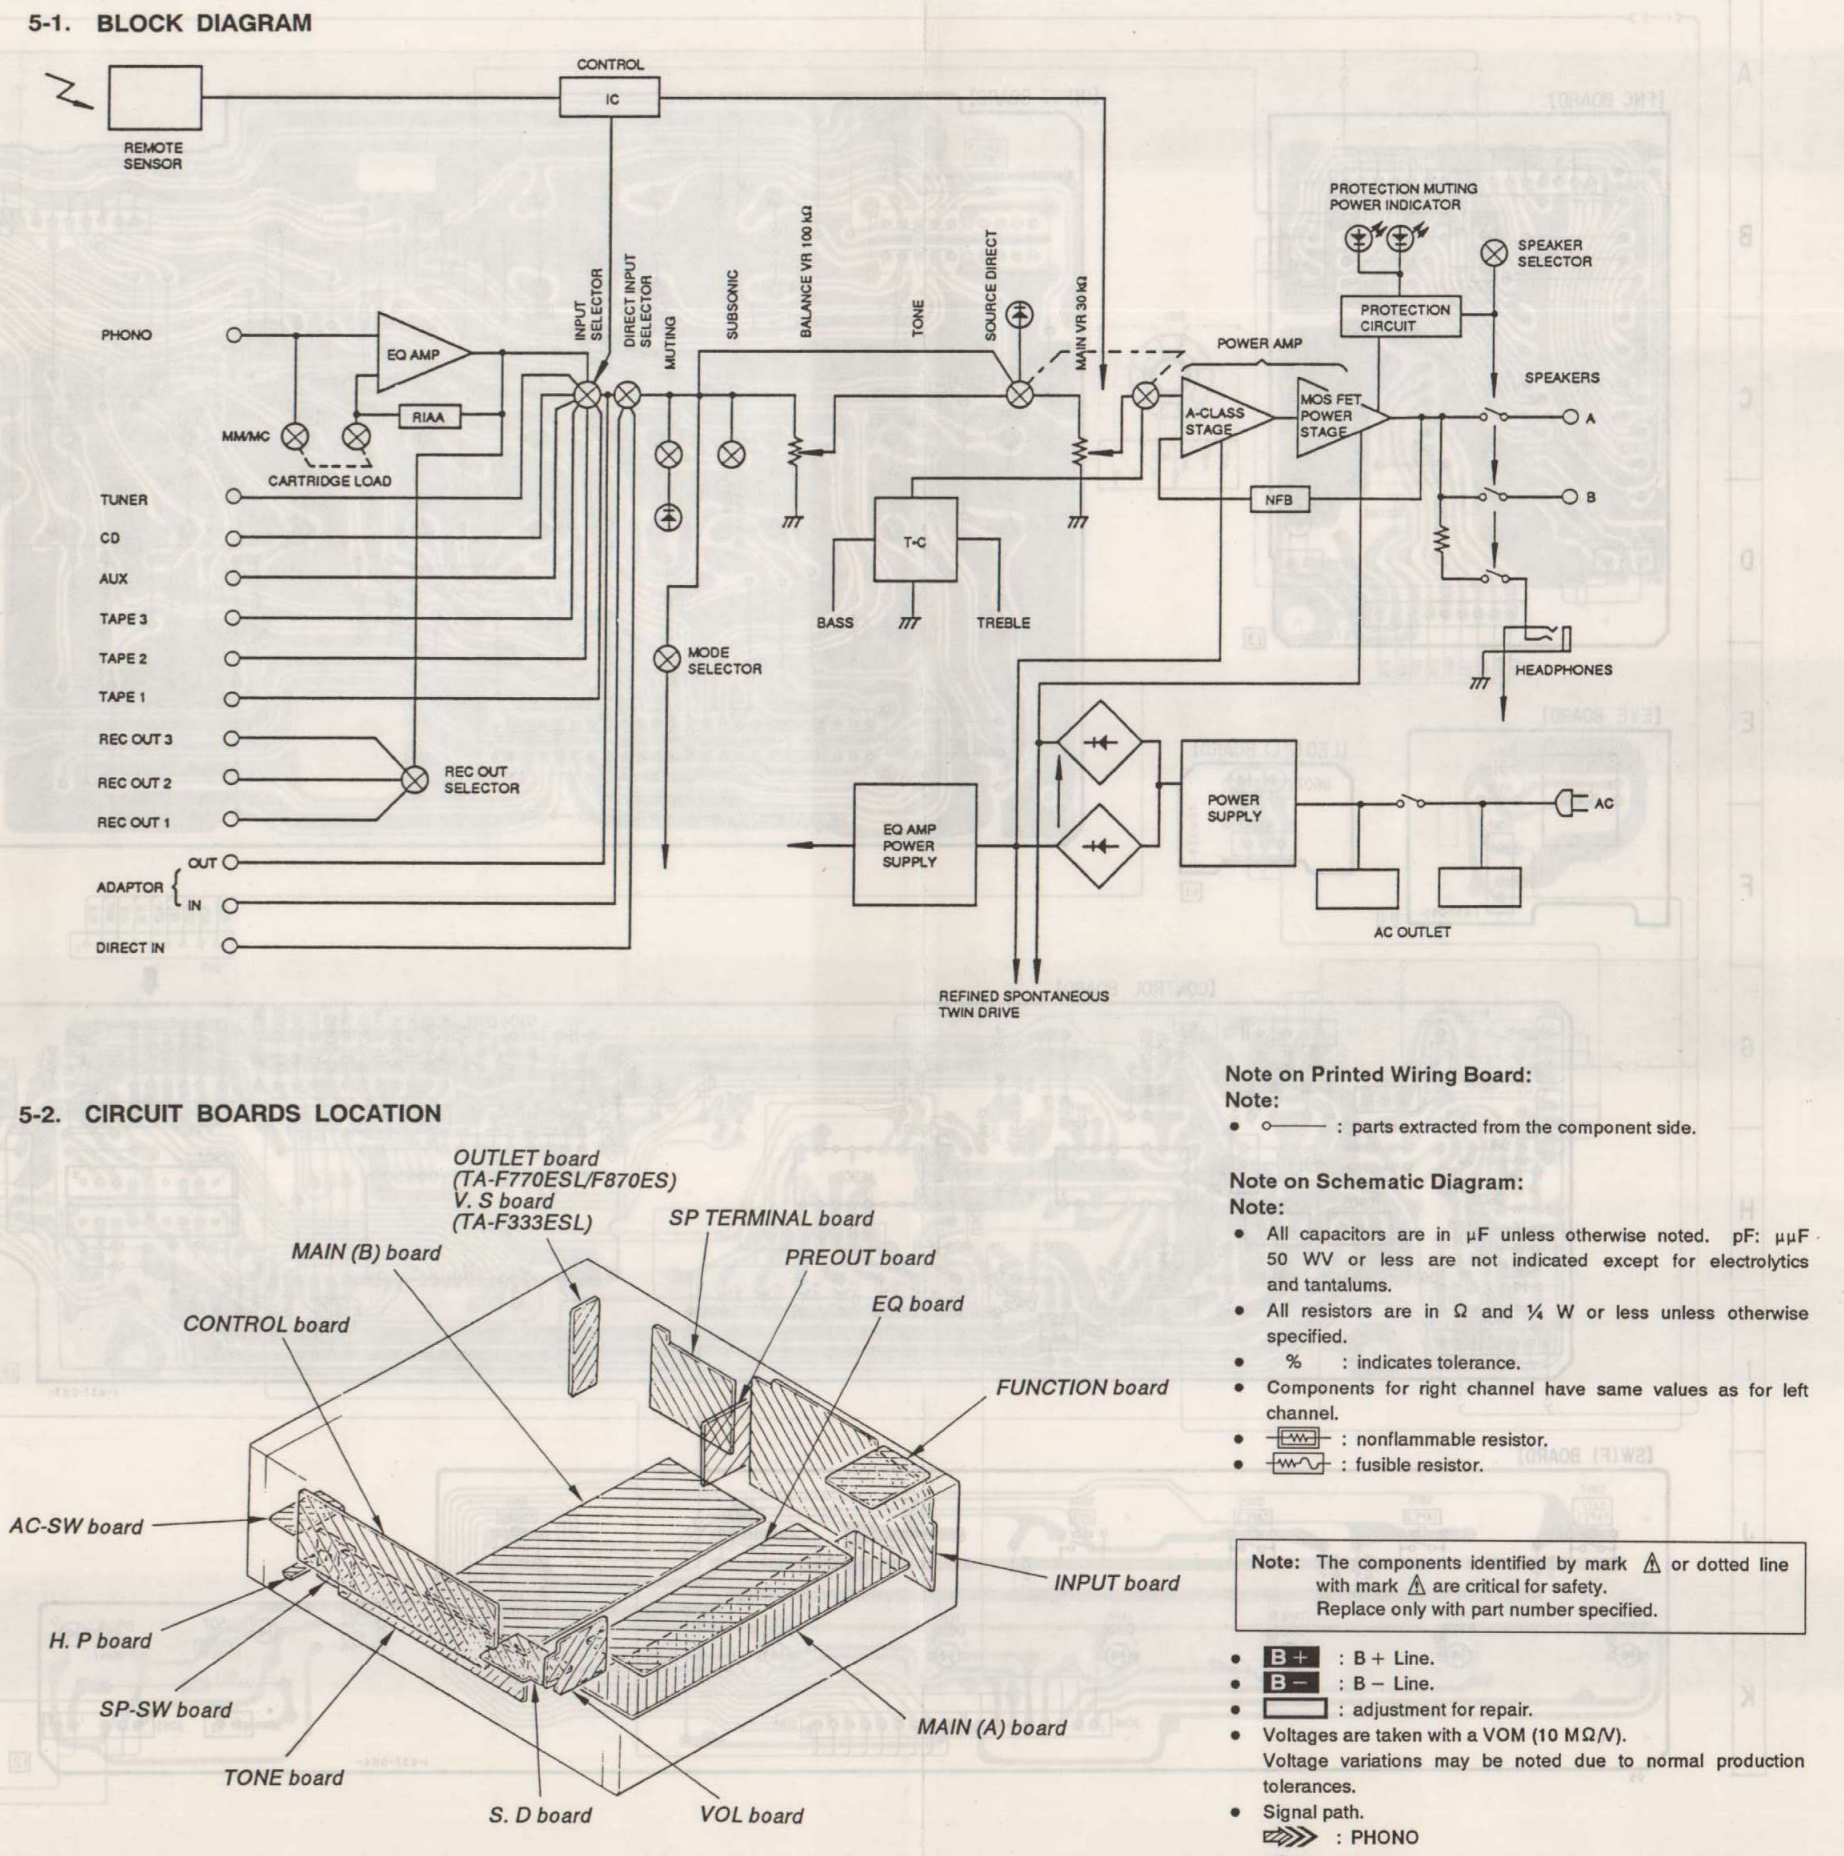 5-1. BLOCK DIAGRAM
CONTROL
IC
REMOTE
SENSOR
PROTECTION MUTING
POWER INDICATOR
SPEAKER
SELECTOR
PROTECTION
CIRCUIT
INPUT
SELECTOR
DIRECT INPUT
SELECTOR
MUTING
SUBSONIC
BALANCE VR 100 kΩ
TONE
SOURCE DIRECT
MAIN VR 30 kΩ
POWER AMP
SPEAKERS
PHONO
EQ AMP
RIAA
MM/MC
CARTRIDGE LOAD
A-CLASS
STAGE
MOS FET
POWER
STAGE
A
B
NFB
TUNER
CD
AUX
TAPE 3
TAPE 2
TAPE 1
REC OUT 3
REC OUT 2
REC OUT 1
REC OUT
SELECTOR
T•C
BASS
TREBLE
MODE
SELECTOR
HEADPHONES
EQ AMP
POWER
SUPPLY
POWER
SUPPLY
AC
AC OUTLET
OUT
ADAPTOR
IN
DIRECT IN
REFINED SPONTANEOUS
TWIN DRIVE
5-2. CIRCUIT BOARDS LOCATION
OUTLET board
(TA-F770ESL/F870ES)
V. S board
(TA-F333ESL)
SP TERMINAL board
MAIN (B) board
PREOUT board
EQ board
CONTROL board
FUNCTION board
AC-SW board
INPUT board
H. P board
SP-SW board
MAIN (A) board
TONE board
S. D board
VOL board
Note on Printed Wiring Board:
Note:
• : parts extracted from the component side.
Note on Schematic Diagram:
Note:
• All capacitors are in µF unless otherwise noted. pF: µµF
50 WV or less are not indicated except for electrolytics
and tantalums.
• All resistors are in Ω and ¼ W or less unless otherwise
specified.
• % : indicates tolerance.
• Components for right channel have same values as for left
channel.
• : nonflammable resistor.
• : fusible resistor.
Note: The components identified by mark ⚠ or dotted line
with mark ⚠ are critical for safety.
Replace only with part number specified.
• B + : B + Line.
• B − : B − Line.
• : adjustment for repair.
• Voltages are taken with a VOM (10 MΩ/V).
Voltage variations may be noted due to normal production
tolerances.
• Signal path.
: PHONO